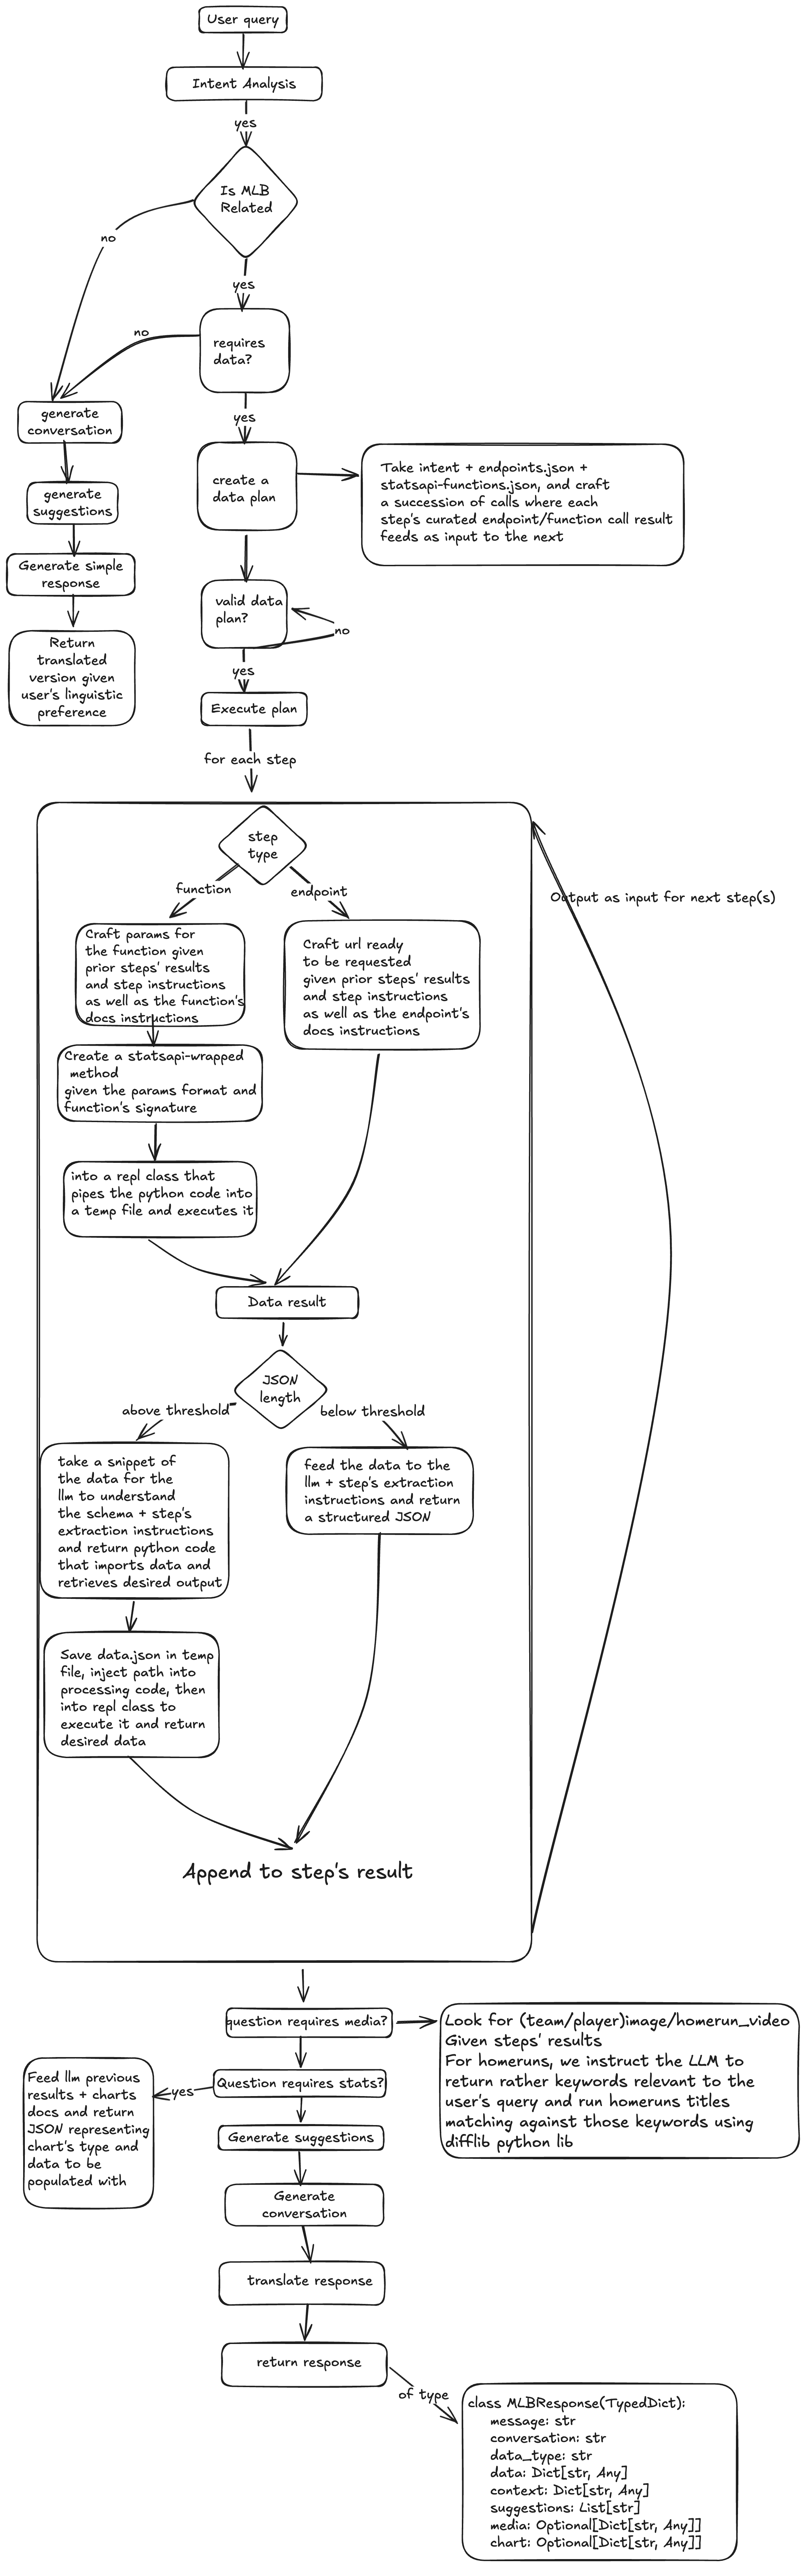 User query
Intent Analysis
yes
Is MLB
Related
no
yes
requires
data?
no
yes
generate
conversation
generate
suggestions
Generate simple
response
Return
translated
version given
user's linguistic
preference
create a
data plan
Take intent + endpoints.json +
statsapi-functions.json, and craft
a succession of calls where each
step's curated endpoint/function call result
feeds as input to the next
valid data
plan?
no
yes
Execute plan
for each step
step
type
function
endpoint
Output as input for next step(s)
Craft params for
the function given
prior steps' results
and step instructions
as well as the function's
docs instructions
Craft url ready
to be requested
given prior steps' results
and step instructions
as well as the endpoint's
docs instructions
Create a statsapi-wrapped
method
given the params format and
function's signature
into a repl class that
pipes the python code into
a temp file and executes it
Data result
JSON
length
above threshold
below threshold
take a snippet of
the data for the
llm to understand
the schema + step's
extraction instructions
and return python code
that imports data and
retrieves desired output
feed the data to the
llm + step's extraction
instructions and return
a structured JSON
Save data.json in temp
file, inject path into
processing code, then
into repl class to
execute it and return
desired data
Append to step's result
question requires media?
Look for (team/player)image/homerun_video
Given steps' results
For homeruns, we instruct the LLM to
return rather keywords relevant to the
user's query and run homeruns titles
matching against those keywords using
difflib python lib
Question requires stats?
yes
Feed llm previous
results + charts
docs and return
JSON representing
chart's type and
data to be
populated with
Generate suggestions
Generate
conversation
translate response
return response
of type
class MLBResponse(TypedDict):
message: str
conversation: str
data_type: str
data: Dict[str, Any]
context: Dict[str, Any]
suggestions: List[str]
media: Optional[Dict[str, Any]]
chart: Optional[Dict[str, Any]]